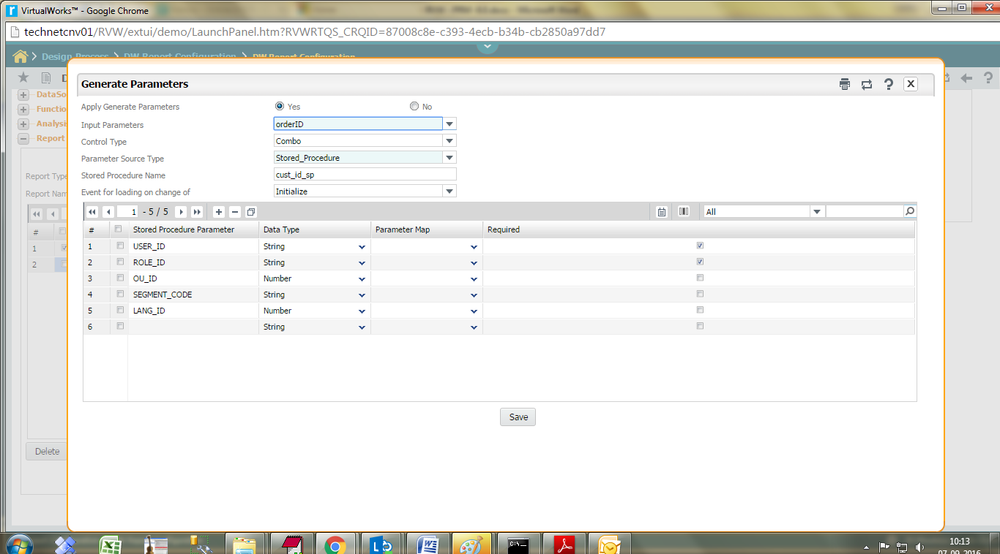 VirtualWorks™ - Google Chrome
technetcnv01/RVW/extui/demo/LaunchPanel.htm?RVWRTQS_CRQID=87008c8e-c393-4ecb-b34b-cb2850a97dd7
Design Process DW Report Configuration DW Report Configuration
D
DataSo
Function
Analysis
Report
Report Type
Report Nam
#
1
2
Delete
Generate Parameters
Apply Generate Parameters Yes No
Input Parameters orderID
Control Type Combo
Parameter Source Type Stored_Procedure
Stored Procedure Name cust_id_sp
Event for loading on change of Initialize
1 - 5 / 5 All
# Stored Procedure Parameter Data Type Parameter Map Required
1 USER_ID String
2 ROLE_ID String
3 OU_ID Number
4 SEGMENT_CODE String
5 LANG_ID Number
6 String
Save
10:13
07-09-2016